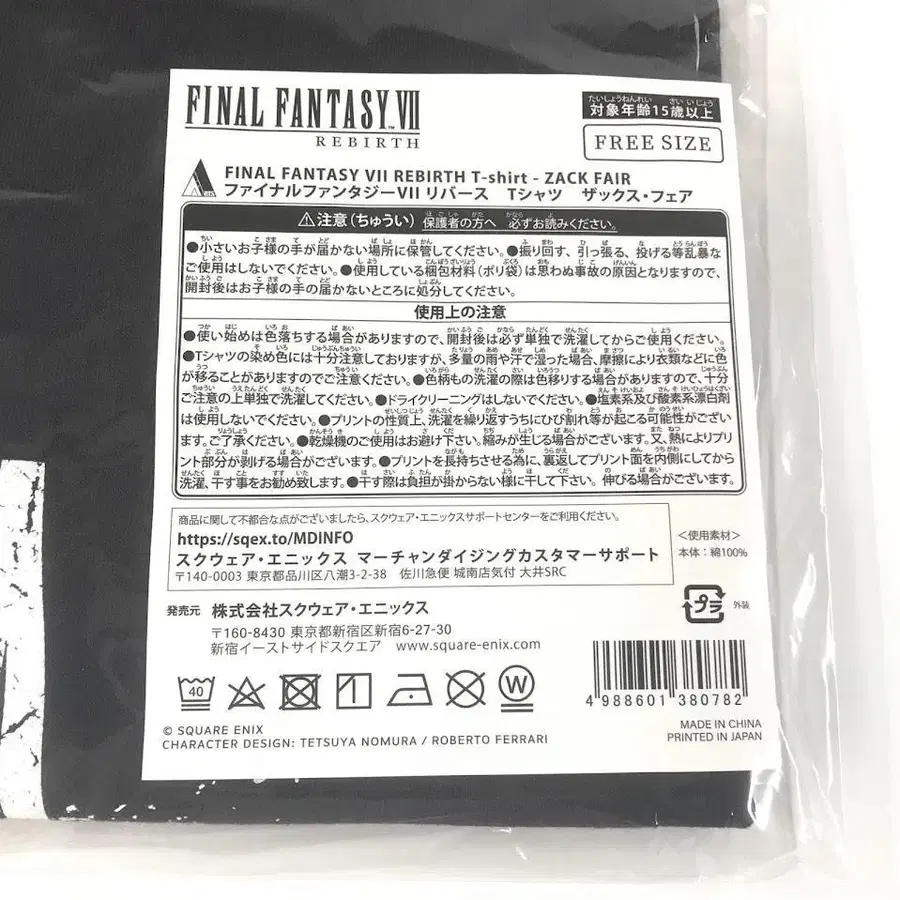 FINAL FANTASY VII
REBIRTH
対象年齢15歳以上
FREE SIZE
FINAL FANTASY VII REBIRTH T-shirt - ZACK FAIR
ファイナルファンタジーVII リバース Tシャツ ザックス・フェア
⚠注意(ちゅうい) 保護者の方へ 必ずお読みください。
●小さいお子様の手が届かない場所に保管してください。●振り回す、引っ張る、投げる等乱暴な
ご使用はしないでください。●使用している梱包材料(ポリ袋)は思わぬ事故の原因となりますので、
開封後はお子様の手の届かないところに処分してください。
使用上の注意
●使い始めは色落ちする場合がありますので、開封後は必ず単独で洗濯してからご使用ください。
●Tシャツの染め色には十分注意しておりますが、多量の雨や汗で湿った場合、摩擦により衣類などに色
が移ることがありますのでご注意ください。●色柄もの洗濯の際は色移りする場合がありますので、十分
ご注意の上単独で洗濯してください。●ドライクリーニングはしないでください。●塩素系及び酸素系漂白剤
は使用しないでください。●プリントの性質上、洗濯を繰り返すうちにひび割れ等が起こる可能性がござい
ます。ご了承ください。●乾燥機のご使用はお避け下さい。縮みが生じる場合がございます。又、熱によりプリ
ント部分が剥げる場合がございます。●プリントを長持ちさせる為に、裏返してプリント面を内側にしてから
洗濯、干す事をお勧め致します。●干す際は負担が掛からない様に干して下さい。伸びる場合がございます。
商品に関して不都合な点がございましたら、スクウェア・エニックスサポートセンターをご利用ください。
https://sqex.to/MDINFO
スクウェア・エニックス マーチャンダイジングカスタマーサポート
〒140-0003 東京都品川区八潮3-2-38 佐川急便 城南店気付 大井SRC
<使用素材>
本体:綿100%
プラ 外装
発売元 株式会社スクウェア・エニックス
〒160-8430 東京都新宿区新宿6-27-30
新宿イーストサイドスクエア www.square-enix.com
40 W
4 988601 380782
© SQUARE ENIX
CHARACTER DESIGN: TETSUYA NOMURA / ROBERTO FERRARI
MADE IN CHINA
PRINTED IN JAPAN